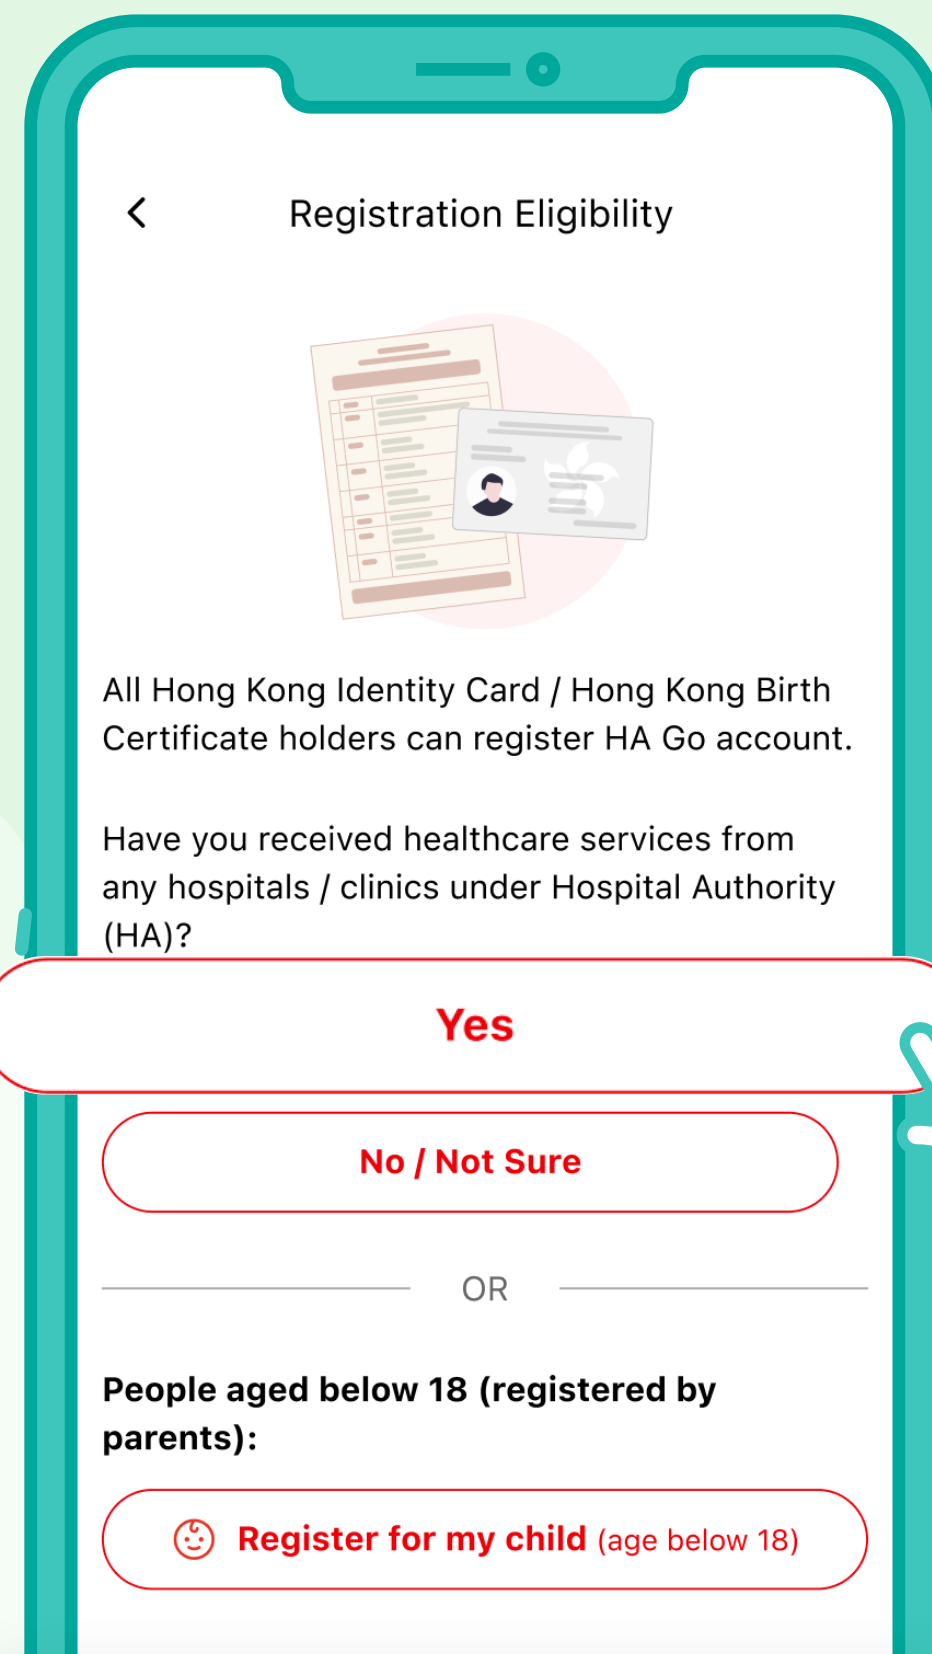 Registration Eligibility
All Hong Kong Identity Card / Hong Kong Birth
Certificate holders can register HA Go account.
Have you received healthcare services from
any hospitals / clinics under Hospital Authority
(HA)?
Yes
No / Not Sure
OR
People aged below 18 (registered by
parents):
Register for my child (age below 18)